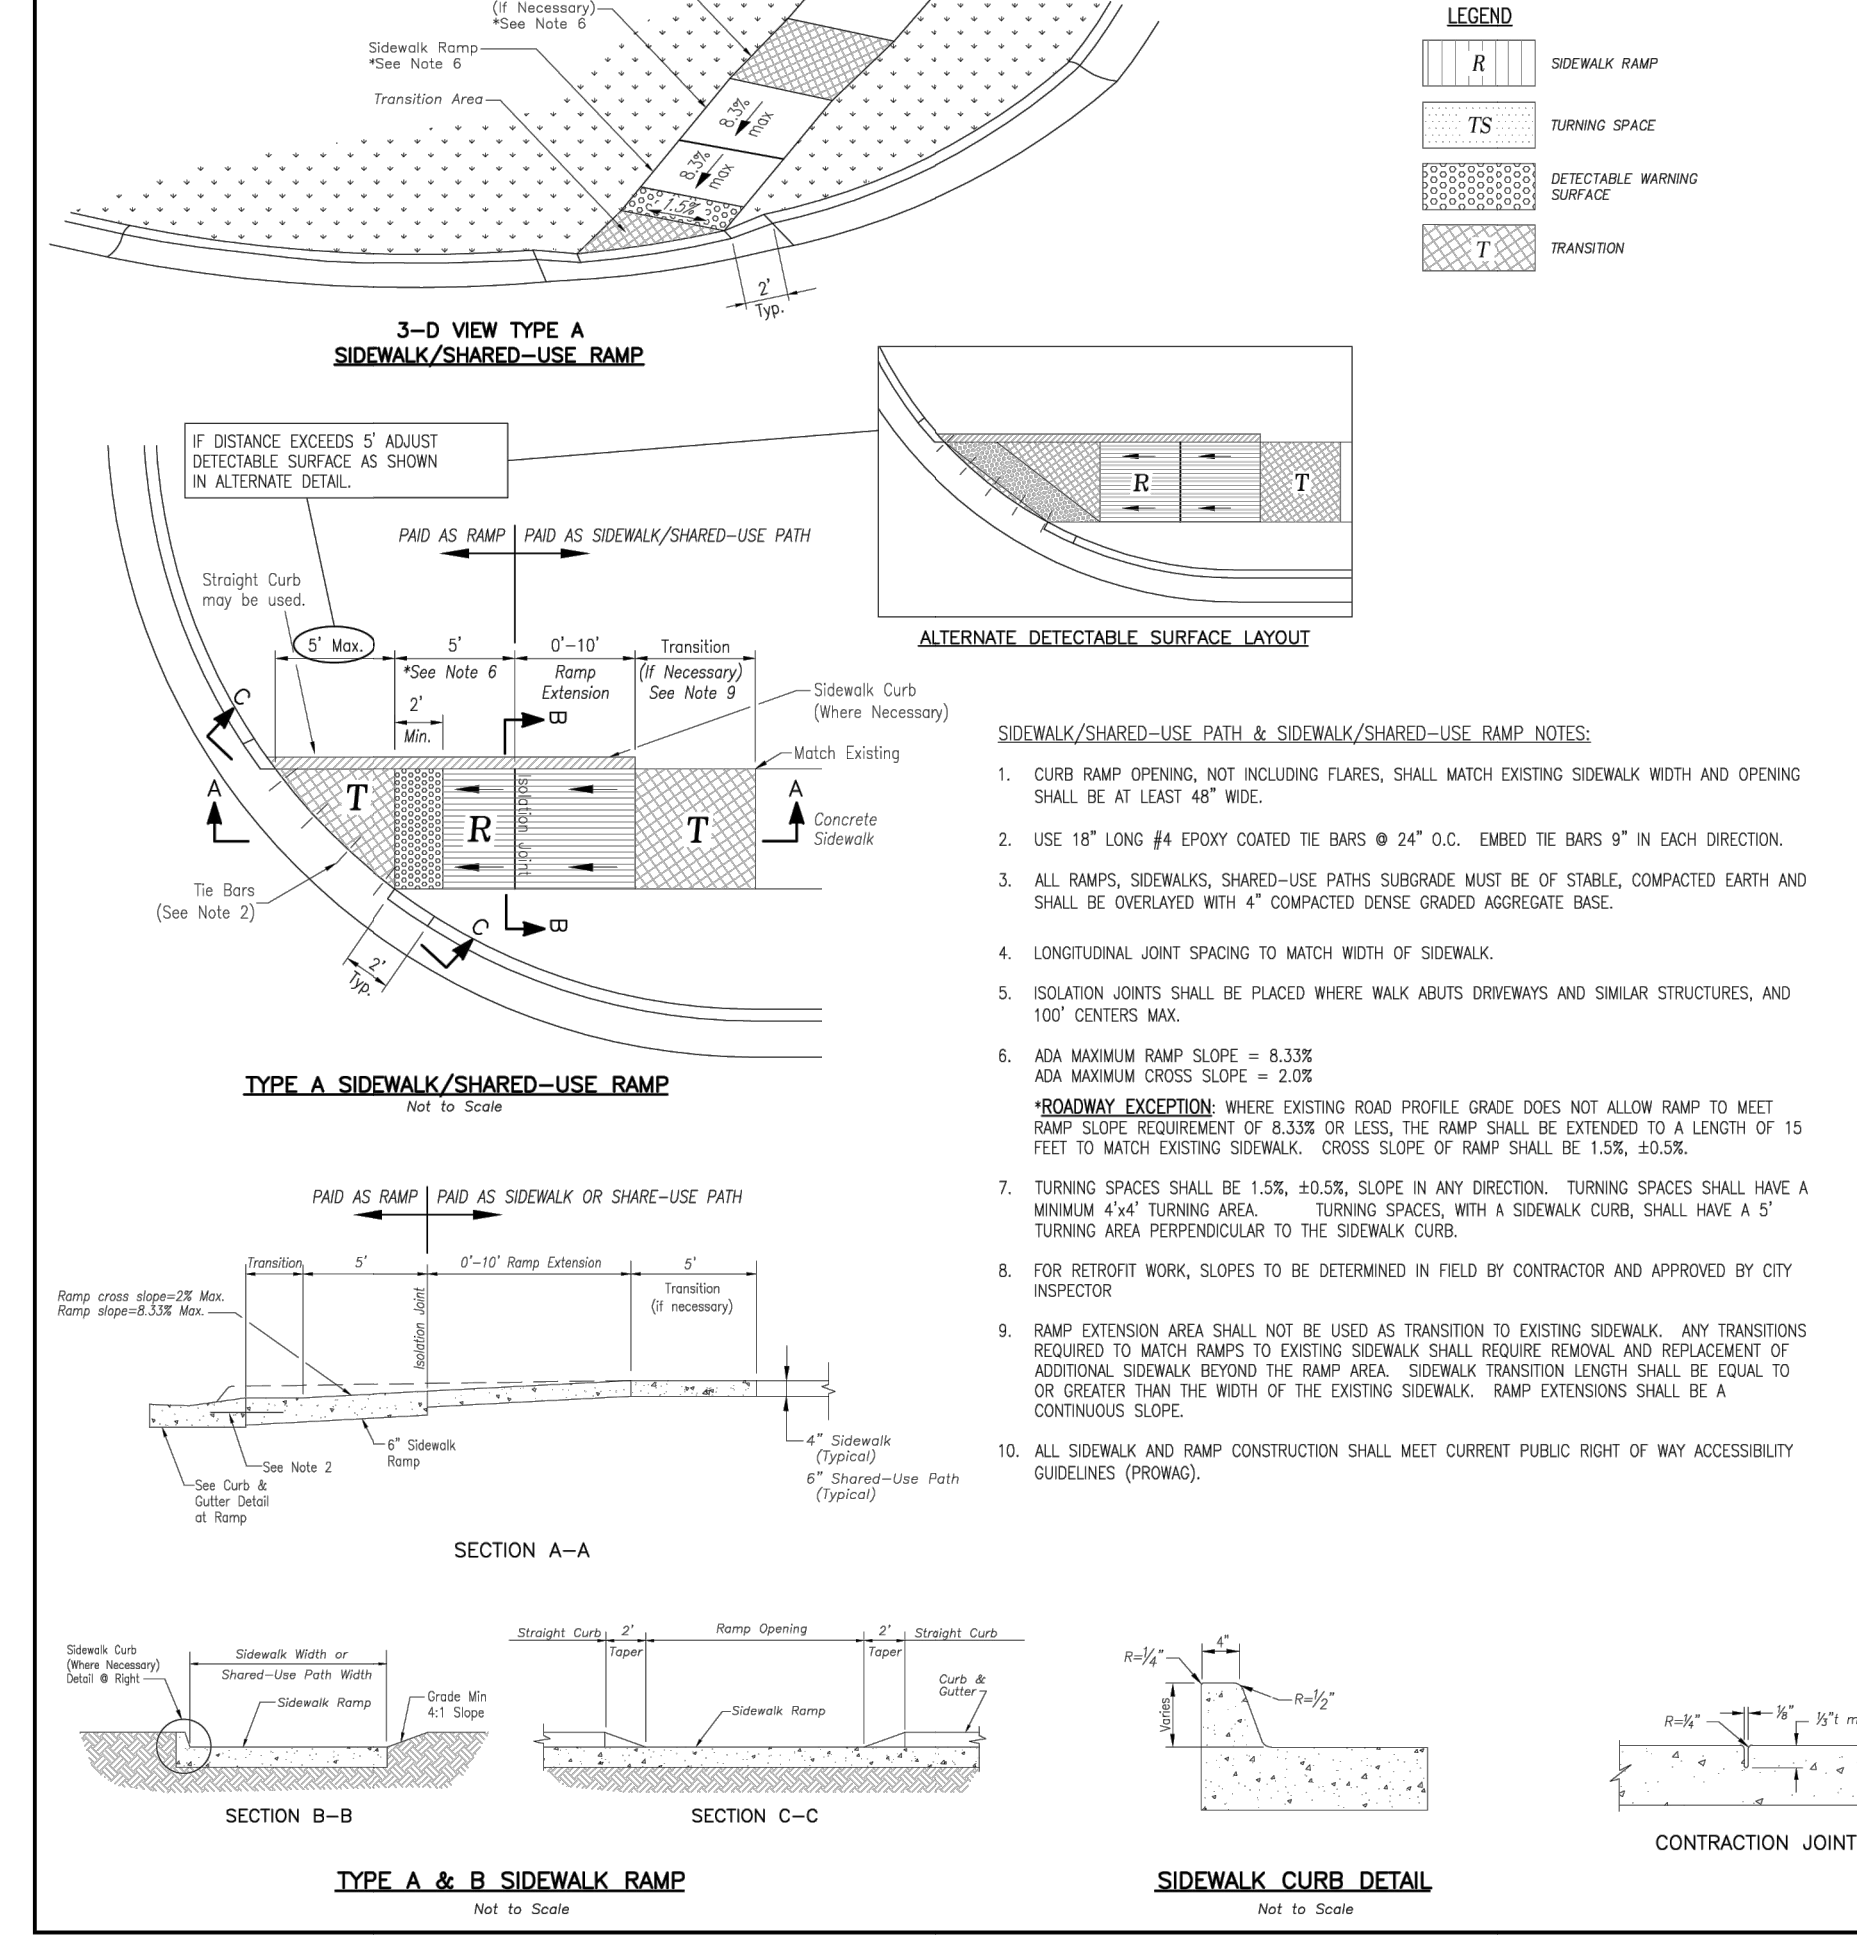 (If Necessary)
*See Note 6
Sidewalk Ramp
*See Note 6
Transition Area
8.3%
max
8.3%
max
1.5%
2'
Typ.
3-D VIEW TYPE A
SIDEWALK/SHARED-USE RAMP
LEGEND
R
SIDEWALK RAMP
TS
TURNING SPACE
DETECTABLE WARNING
SURFACE
T
TRANSITION
IF DISTANCE EXCEEDS 5' ADJUST
DETECTABLE SURFACE AS SHOWN
IN ALTERNATE DETAIL.
R
T
ALTERNATE DETECTABLE SURFACE LAYOUT
PAID AS RAMP
PAID AS SIDEWALK/SHARED-USE PATH
Straight Curb
may be used.
5' Max.
5'
*See Note 6
0'-10'
Ramp
Extension
Transition
(If Necessary)
See Note 9
2'
Min.
Sidewalk Curb
(Where Necessary)
Match Existing
C
B
A
T
R
Isolation Joint
T
A
Concrete
Sidewalk
Tie Bars
(See Note 2)
C
B
2'
Typ.
TYPE A SIDEWALK/SHARED-USE RAMP
Not to Scale
PAID AS RAMP
PAID AS SIDEWALK OR SHARE-USE PATH
Transition
5'
0'-10' Ramp Extension
5'
Transition
(if necessary)
Ramp cross slope=2% Max.
Ramp slope=8.33% Max.
Isolation Joint
6" Sidewalk
Ramp
See Note 2
See Curb &
Gutter Detail
at Ramp
4" Sidewalk
(Typical)
6" Shared-Use Path
(Typical)
SECTION A-A
SIDEWALK/SHARED-USE PATH & SIDEWALK/SHARED-USE RAMP NOTES:
1. CURB RAMP OPENING, NOT INCLUDING FLARES, SHALL MATCH EXISTING SIDEWALK WIDTH AND OPENING
SHALL BE AT LEAST 48" WIDE.
2. USE 18" LONG #4 EPOXY COATED TIE BARS @ 24" O.C. EMBED TIE BARS 9" IN EACH DIRECTION.
3. ALL RAMPS, SIDEWALKS, SHARED-USE PATHS SUBGRADE MUST BE OF STABLE, COMPACTED EARTH AND
SHALL BE OVERLAYED WITH 4" COMPACTED DENSE GRADED AGGREGATE BASE.
4. LONGITUDINAL JOINT SPACING TO MATCH WIDTH OF SIDEWALK.
5. ISOLATION JOINTS SHALL BE PLACED WHERE WALK ABUTS DRIVEWAYS AND SIMILAR STRUCTURES, AND
100' CENTERS MAX.
6. ADA MAXIMUM RAMP SLOPE = 8.33%
ADA MAXIMUM CROSS SLOPE = 2.0%
*ROADWAY EXCEPTION: WHERE EXISTING ROAD PROFILE GRADE DOES NOT ALLOW RAMP TO MEET
RAMP SLOPE REQUIREMENT OF 8.33% OR LESS, THE RAMP SHALL BE EXTENDED TO A LENGTH OF 15
FEET TO MATCH EXISTING SIDEWALK. CROSS SLOPE OF RAMP SHALL BE 1.5%, ±0.5%.
7. TURNING SPACES SHALL BE 1.5%, ±0.5%, SLOPE IN ANY DIRECTION. TURNING SPACES SHALL HAVE A
MINIMUM 4'x4' TURNING AREA. TURNING SPACES, WITH A SIDEWALK CURB, SHALL HAVE A 5'
TURNING AREA PERPENDICULAR TO THE SIDEWALK CURB.
8. FOR RETROFIT WORK, SLOPES TO BE DETERMINED IN FIELD BY CONTRACTOR AND APPROVED BY CITY
INSPECTOR
9. RAMP EXTENSION AREA SHALL NOT BE USED AS TRANSITION TO EXISTING SIDEWALK. ANY TRANSITIONS
REQUIRED TO MATCH RAMPS TO EXISTING SIDEWALK SHALL REQUIRE REMOVAL AND REPLACEMENT OF
ADDITIONAL SIDEWALK BEYOND THE RAMP AREA. SIDEWALK TRANSITION LENGTH SHALL BE EQUAL TO
OR GREATER THAN THE WIDTH OF THE EXISTING SIDEWALK. RAMP EXTENSIONS SHALL BE A
CONTINUOUS SLOPE.
10. ALL SIDEWALK AND RAMP CONSTRUCTION SHALL MEET CURRENT PUBLIC RIGHT OF WAY ACCESSIBILITY
GUIDELINES (PROWAG).
Sidewalk Curb
(Where Necessary)
Detail @ Right
Sidewalk Width or
Shared-Use Path Width
Sidewalk Ramp
Grade Min
4:1 Slope
SECTION B-B
Straight Curb
2'
Taper
Ramp Opening
2'
Taper
Straight Curb
Curb &
Gutter
Sidewalk Ramp
SECTION C-C
TYPE A & B SIDEWALK RAMP
Not to Scale
4"
R=¼"
R=½"
Varies
SIDEWALK CURB DETAIL
Not to Scale
R=¼"
⅛"
⅓"t m
CONTRACTION JOINT